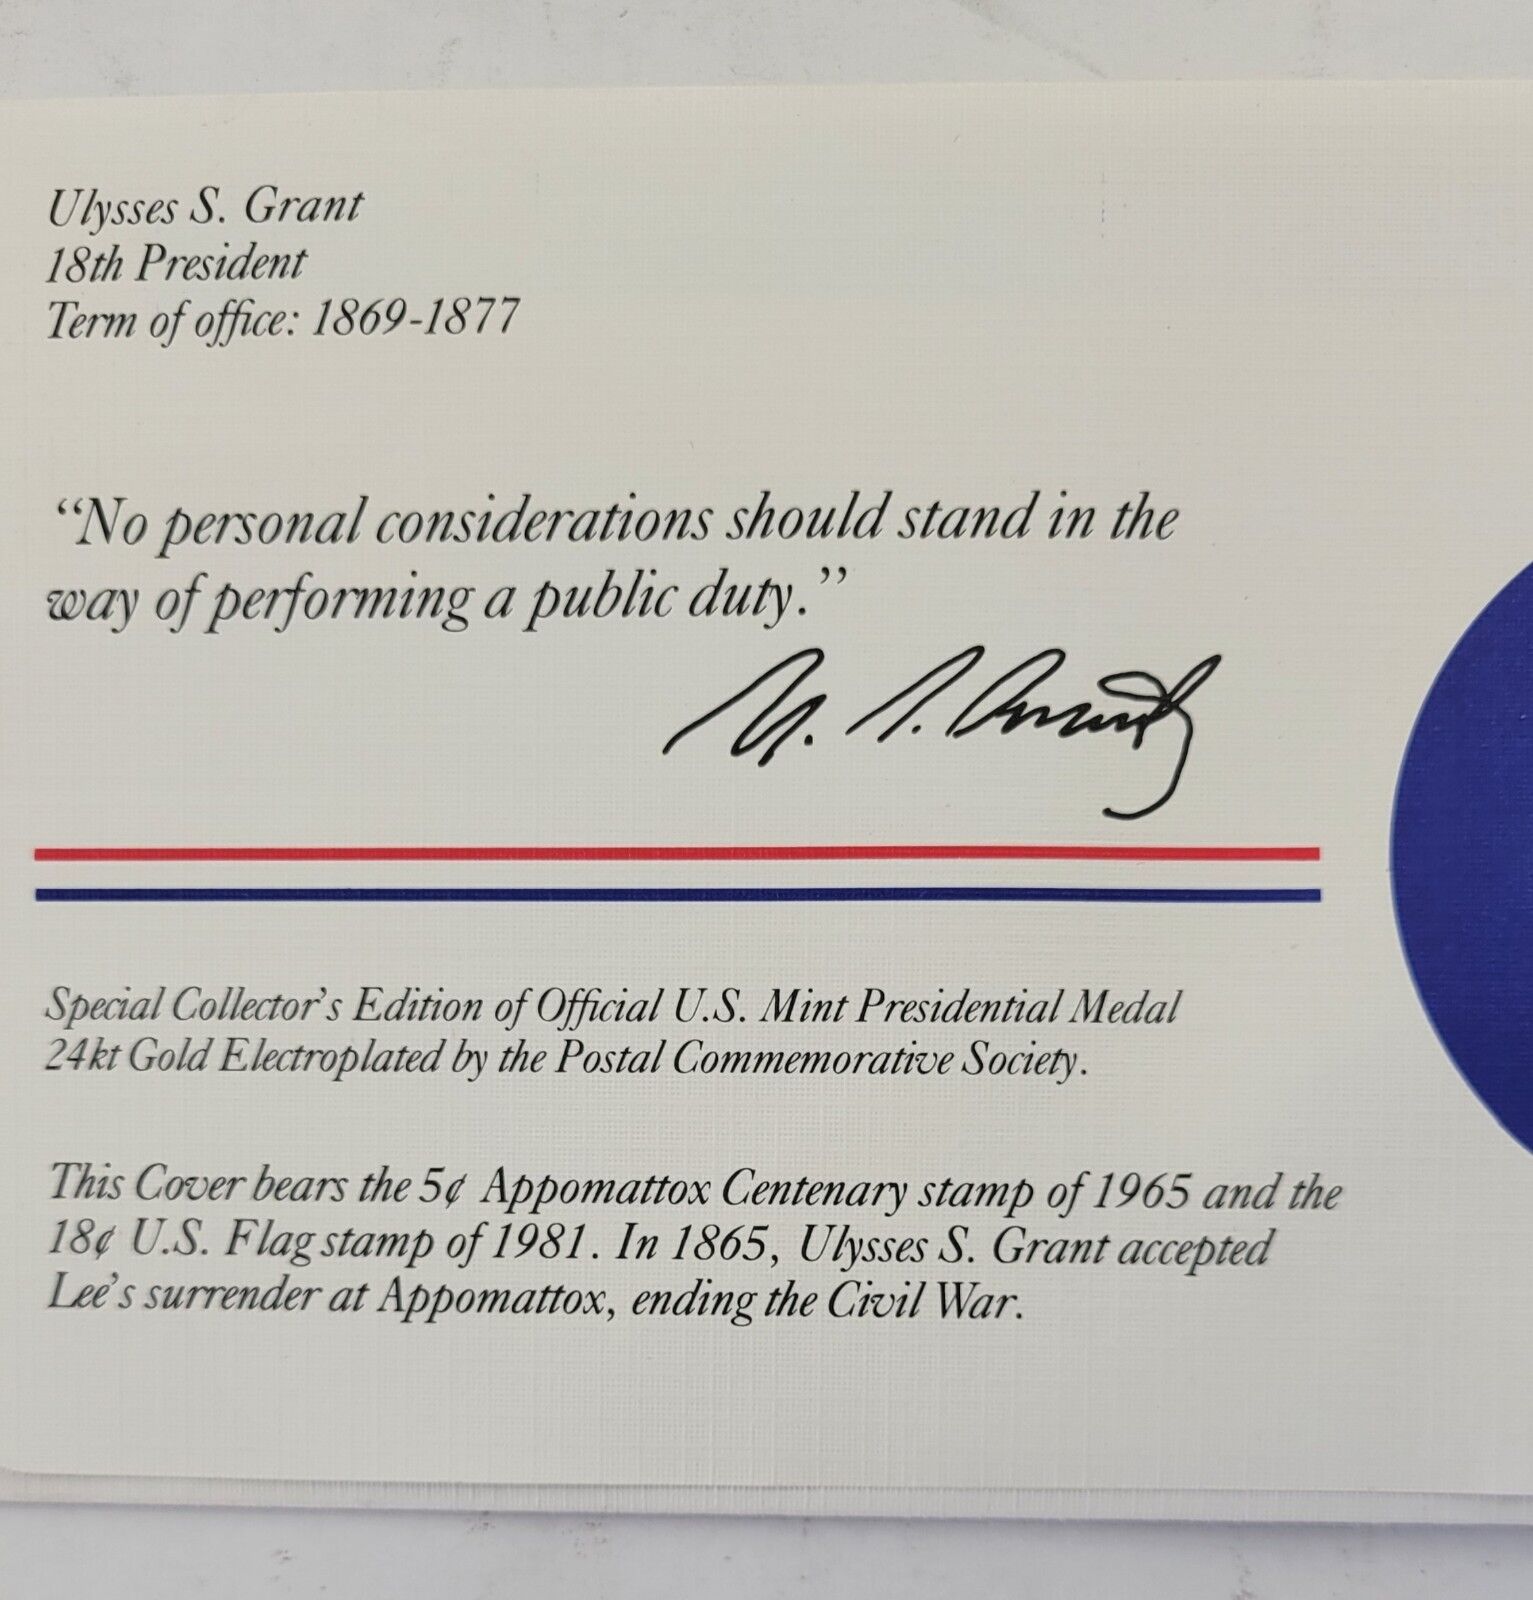 Ulysses S. Grant
18th President
Term of office: 1869-1877
“No personal considerations should stand in the
way of performing a public duty.”
U. S. Grant
Special Collector’s Edition of Official U.S. Mint Presidential Medal
24kt Gold Electroplated by the Postal Commemorative Society.
This Cover bears the 5¢ Appomattox Centenary stamp of 1965 and the
18¢ U.S. Flag stamp of 1981. In 1865, Ulysses S. Grant accepted
Lee’s surrender at Appomattox, ending the Civil War.